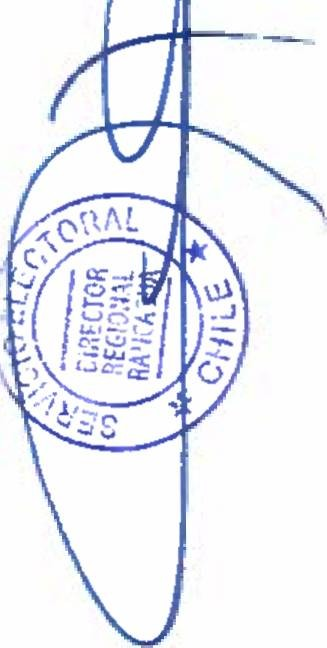 SERVICIO ELECTORAL
★ CHILE ★
DIRECTOR
REGIONAL